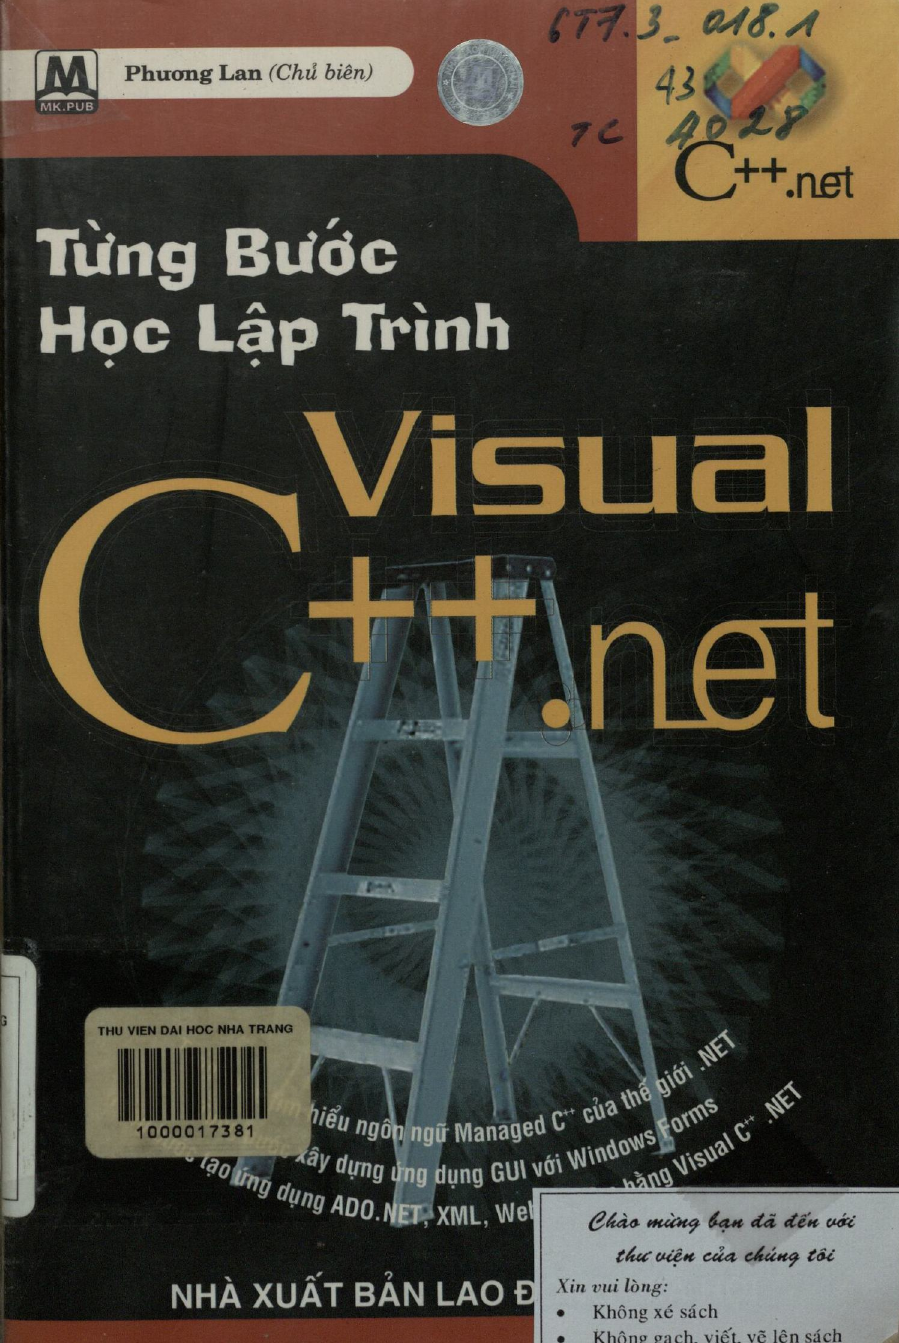 MK.PUB
Phương Lan (Chủ biên)
6T7.3_018.1
43
TC 4028
C++.net
Từng Bước
Học Lập Trình
Visual
C++
.net
THU VIEN DAI HOC NHA TRANG
1000017381
hiểu ngôn ngữ Managed C++ của thế giới .NET
xây dựng ứng dụng GUI với Windows Forms
tạo ứng dụng ADO.NET, XML, Web bằng Visual C++ .NET
NHÀ XUẤT BẢN LAO Đ
Chào mừng bạn đã đến với
thư viện của chúng tôi
Xin vui lòng:
• Không xé sách
• Không gạch, viết, vẽ lên sách